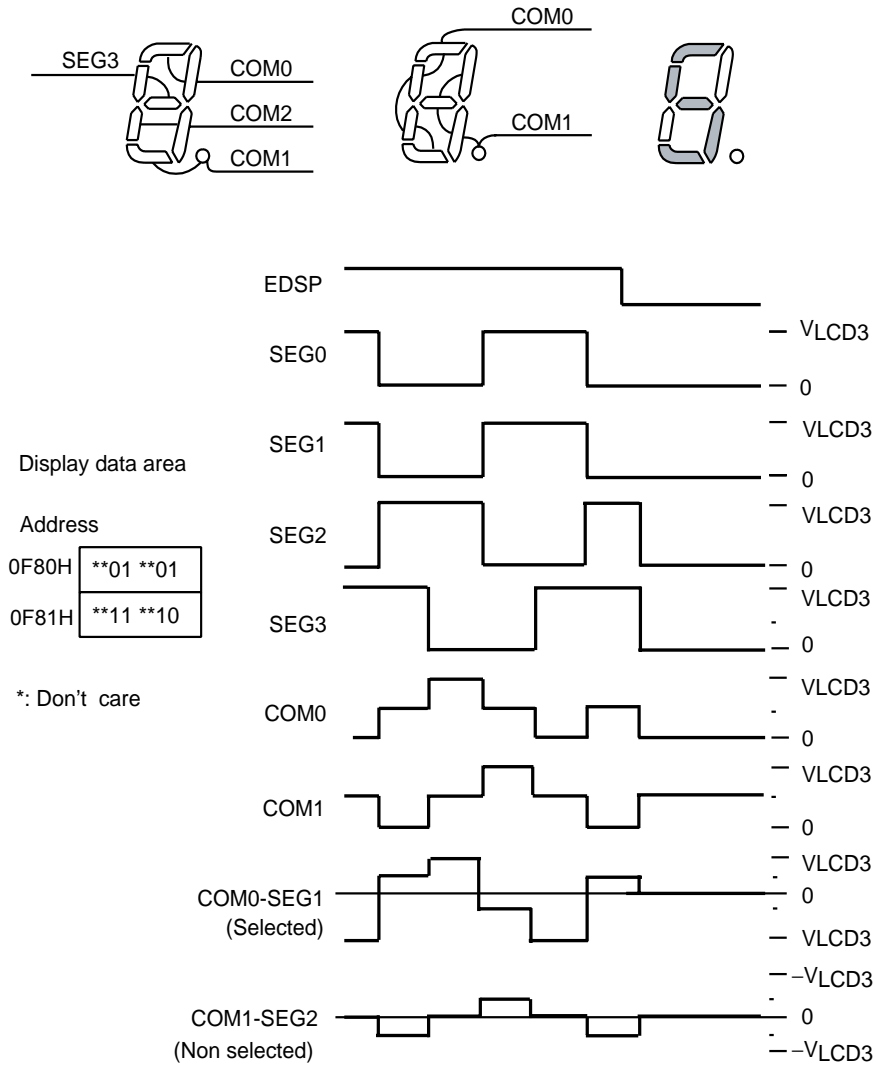 COM0
SEG3
COM0
COM2
COM1
COM1
EDSP
VLCD3
SEG0
0
VLCD3
SEG1
Display data area
0
VLCD3
Address
SEG2
0F80H **01 **01
0
VLCD3
0F81H **11 **10
SEG3
0
*: Don't care
VLCD3
COM0
0
VLCD3
COM1
0
VLCD3
COM0-SEG1
0
(Selected)
VLCD3
−VLCD3
COM1-SEG2
0
(Non selected)
−VLCD3